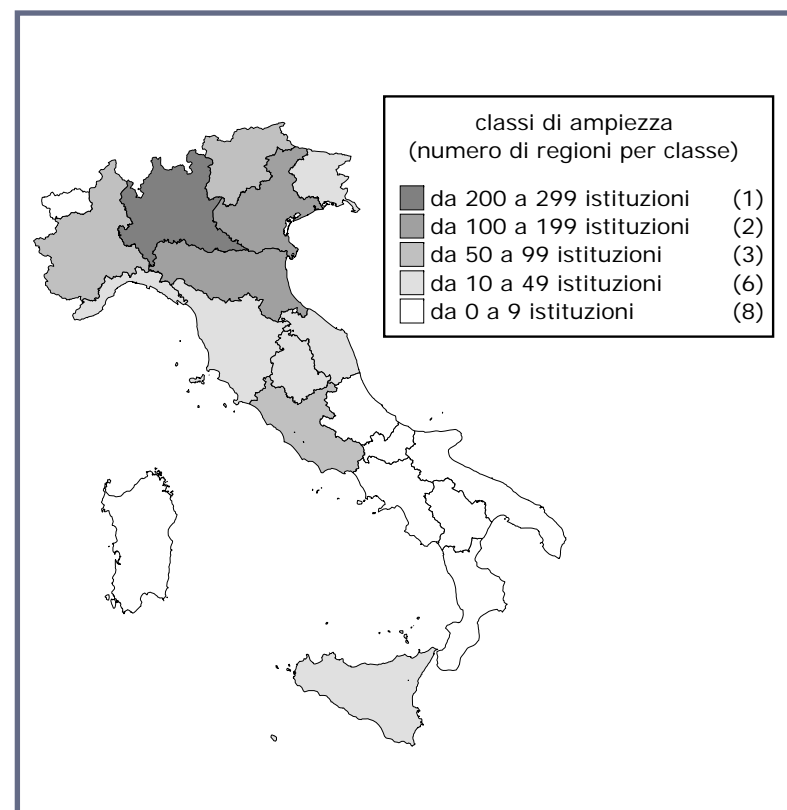 classi di ampiezza
(numero di regioni per classe)
da 200 a 299 istituzioni (1)
da 100 a 199 istituzioni (2)
da 50 a 99 istituzioni (3)
da 10 a 49 istituzioni (6)
da 0 a 9 istituzioni (8)